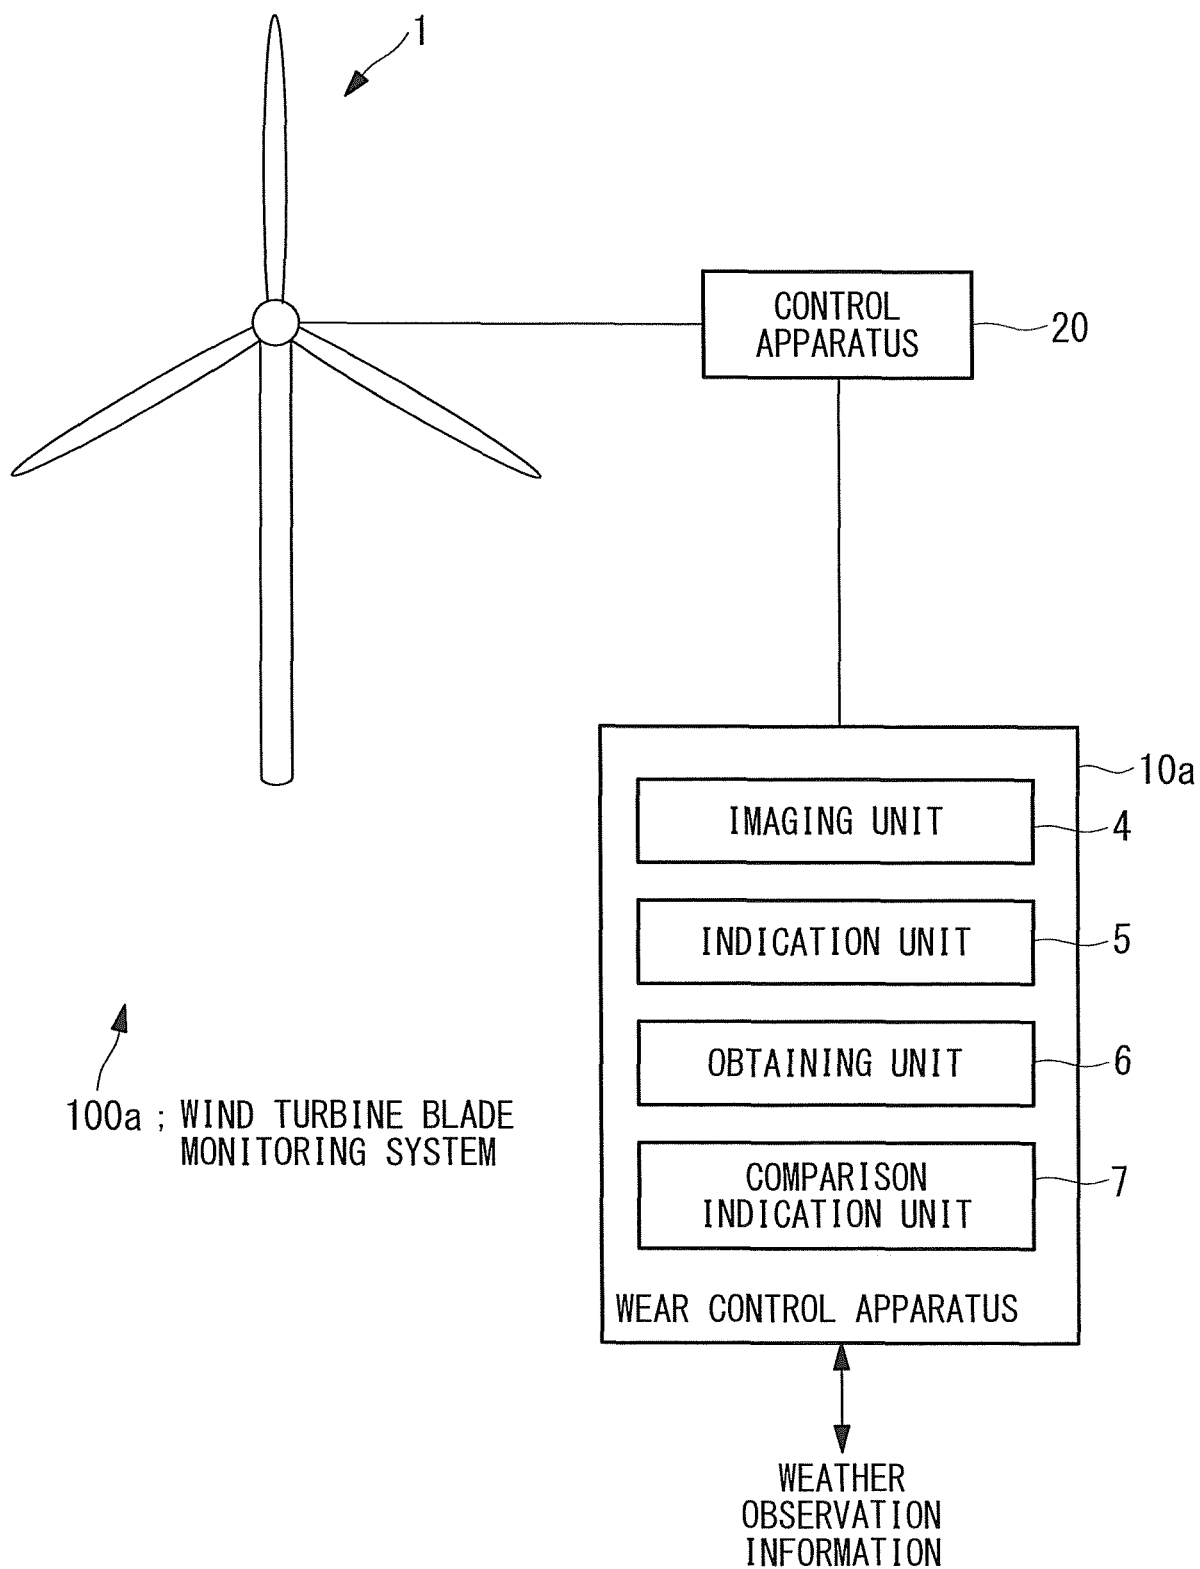 1
CONTROL
APPARATUS
20
10a
IMAGING UNIT
4
INDICATION UNIT
5
OBTAINING UNIT
6
100a ; WIND TURBINE BLADE
MONITORING SYSTEM
COMPARISON
INDICATION UNIT
7
WEAR CONTROL APPARATUS
WEATHER
OBSERVATION
INFORMATION